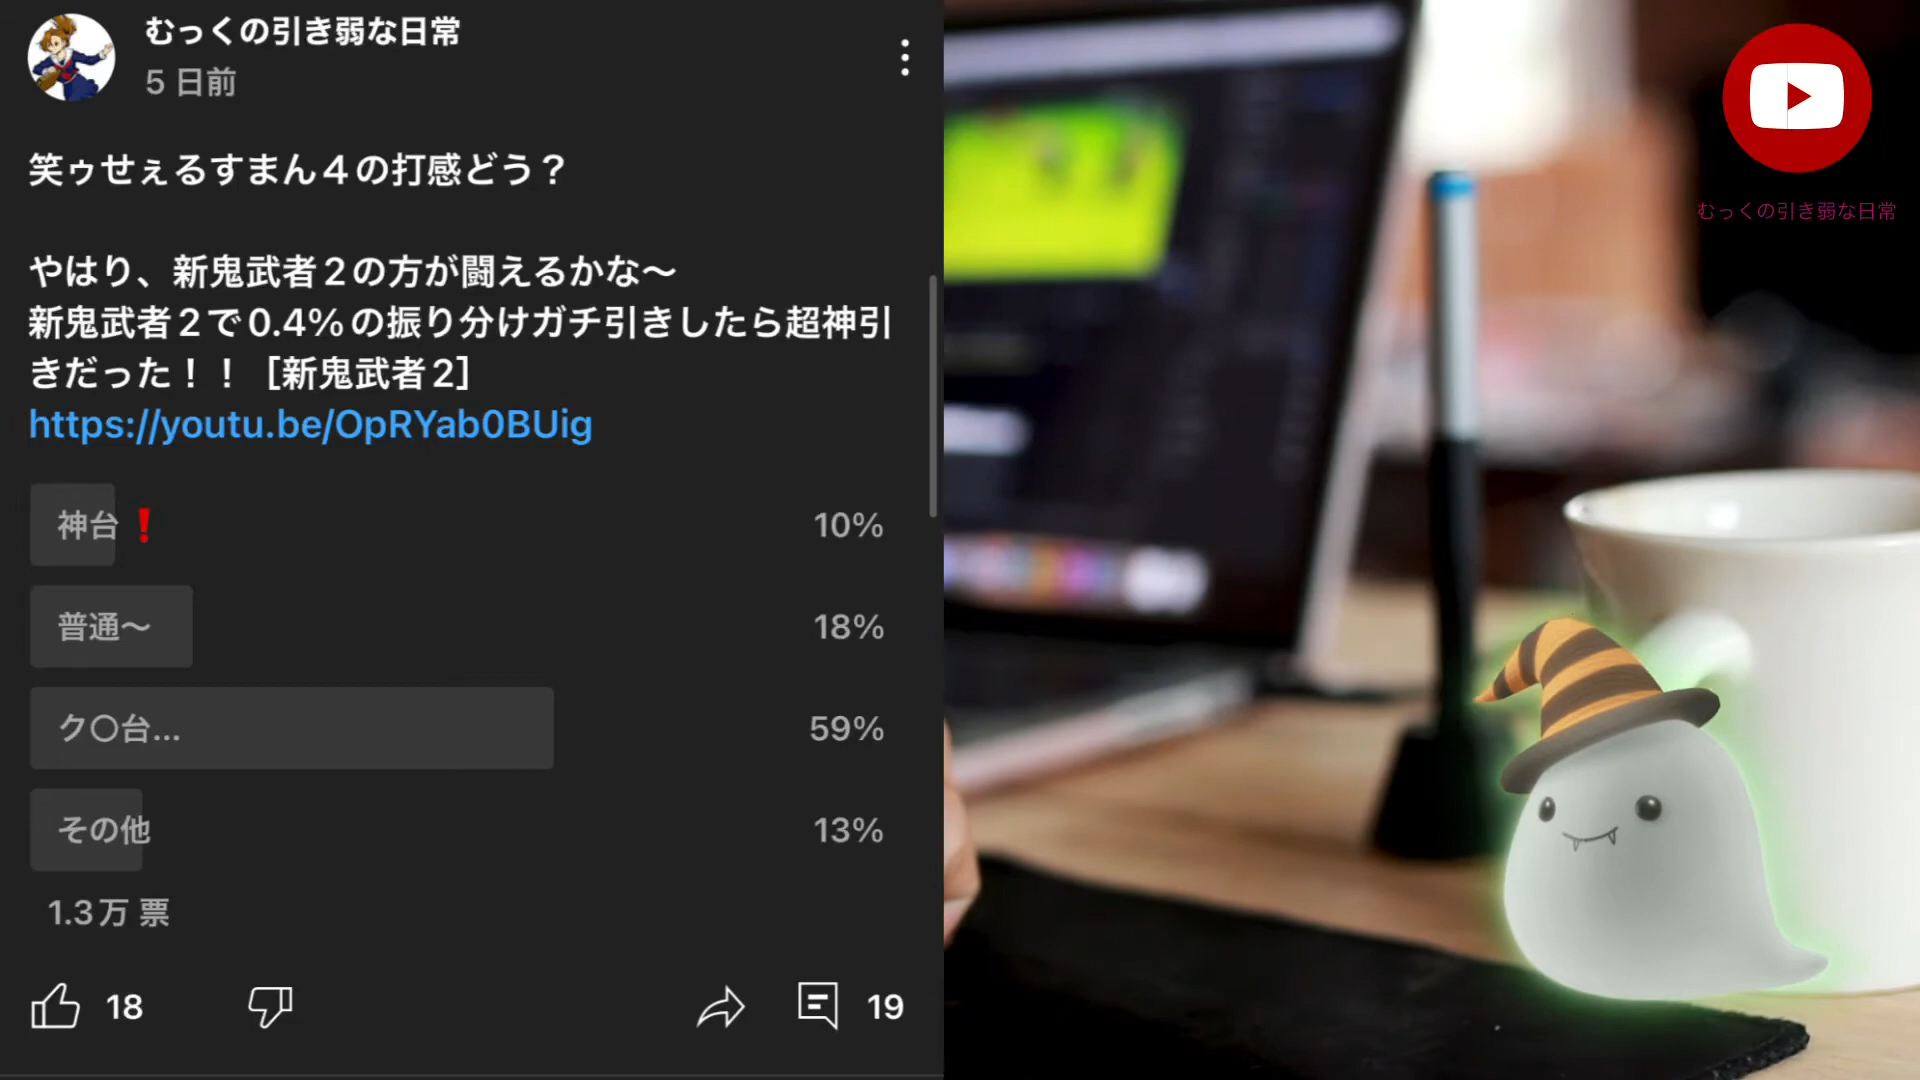 むっくの引き弱な日常
5 日前
笑ゥせぇるすまん４の打感どう？
やはり、新鬼武者２の方が闘えるかな〜
新鬼武者２で0.4%の振り分けガチ引きしたら超神引
きだった！！［新鬼武者２］
https://youtu.be/OpRYab0BUig
神台❗ 10%
普通〜 18%
ク〇台... 59%
その他 13%
1.3万 票
18 19
むっくの引き弱な日常